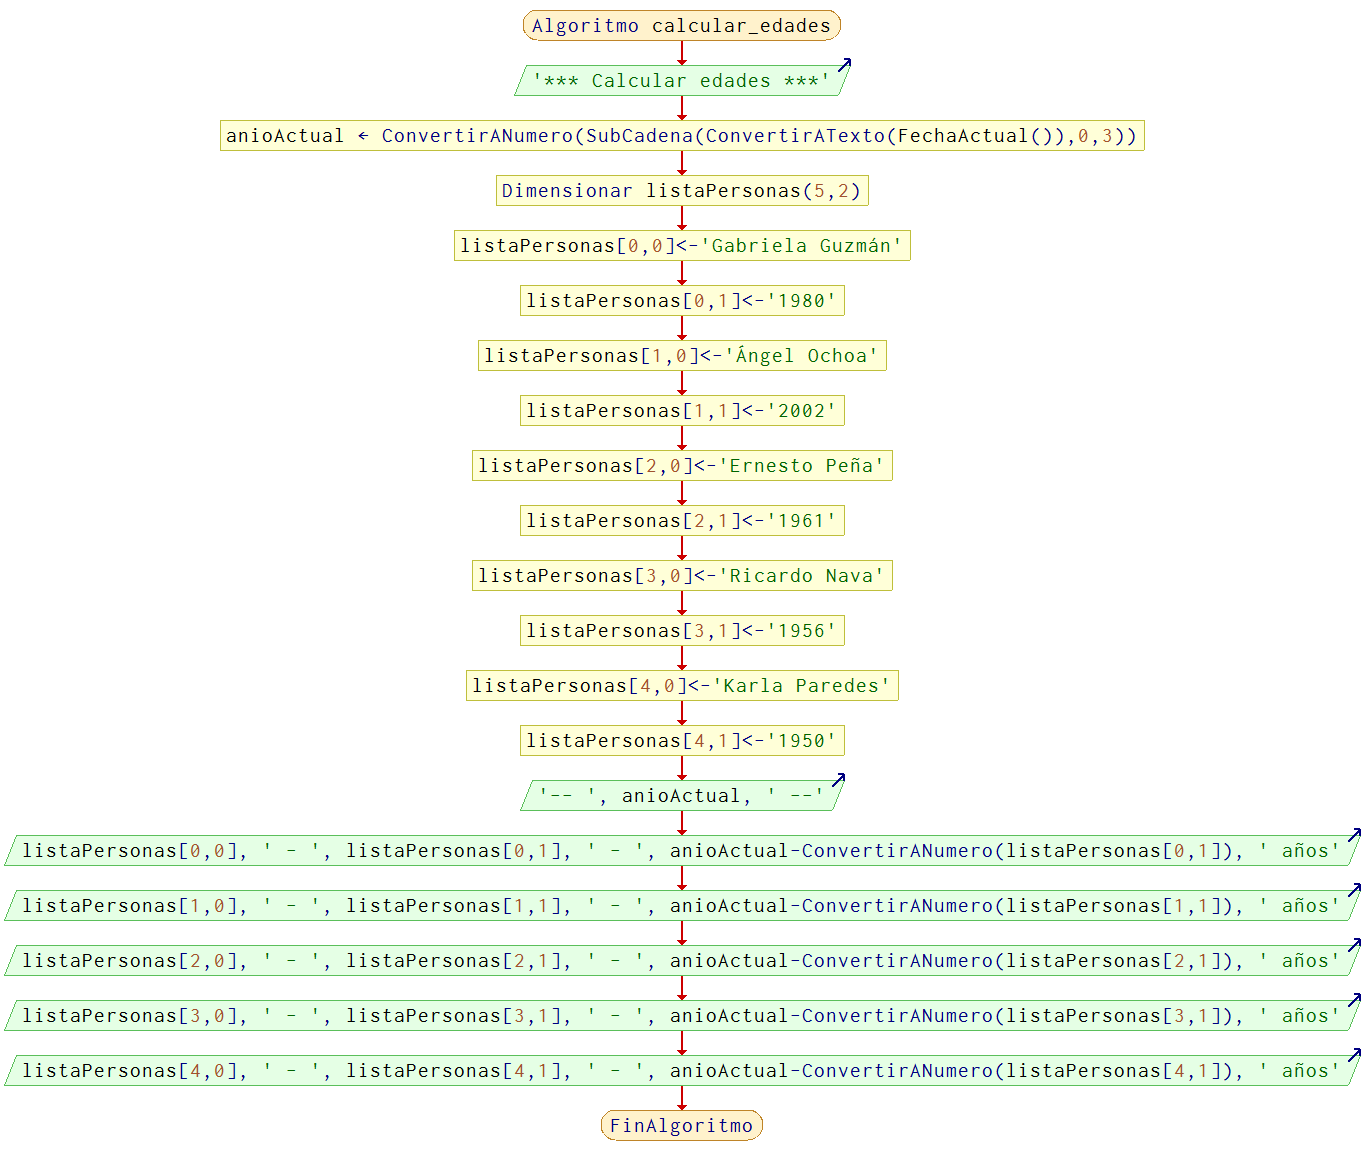 Algoritmo calcular_edades
'*** Calcular edades ***'
anioActual ← ConvertirANumero(SubCadena(ConvertirATexto(FechaActual()),0,3))
Dimensionar listaPersonas(5,2)
listaPersonas[0,0]<-'Gabriela Guzmán'
listaPersonas[0,1]<-'1980'
listaPersonas[1,0]<-'Ángel Ochoa'
listaPersonas[1,1]<-'2002'
listaPersonas[2,0]<-'Ernesto Peña'
listaPersonas[2,1]<-'1961'
listaPersonas[3,0]<-'Ricardo Nava'
listaPersonas[3,1]<-'1956'
listaPersonas[4,0]<-'Karla Paredes'
listaPersonas[4,1]<-'1950'
'-- ', anioActual, ' --'
listaPersonas[0,0], ' - ', listaPersonas[0,1], ' - ', anioActual-ConvertirANumero(listaPersonas[0,1]), ' años'
listaPersonas[1,0], ' - ', listaPersonas[1,1], ' - ', anioActual-ConvertirANumero(listaPersonas[1,1]), ' años'
listaPersonas[2,0], ' - ', listaPersonas[2,1], ' - ', anioActual-ConvertirANumero(listaPersonas[2,1]), ' años'
listaPersonas[3,0], ' - ', listaPersonas[3,1], ' - ', anioActual-ConvertirANumero(listaPersonas[3,1]), ' años'
listaPersonas[4,0], ' - ', listaPersonas[4,1], ' - ', anioActual-ConvertirANumero(listaPersonas[4,1]), ' años'
FinAlgoritmo